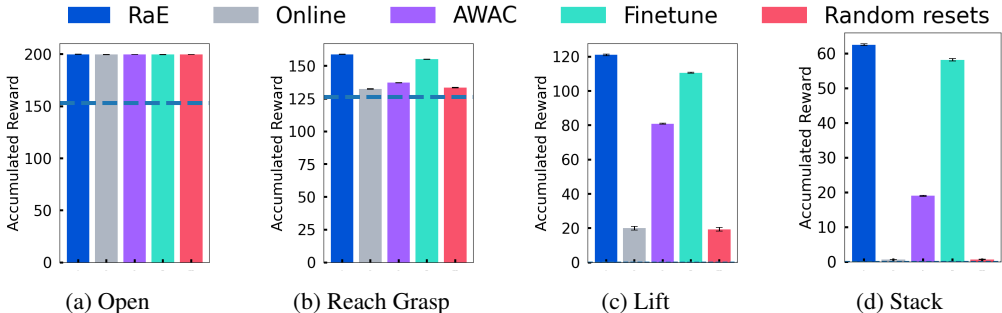 RaE Online AWAC Finetune Random resets
Accumulated Reward
200
150
100
50
0
(a) Open
Accumulated Reward
150
125
100
75
50
25
0
(b) Reach Grasp
Accumulated Reward
120
100
80
60
40
20
0
(c) Lift
Accumulated Reward
60
50
40
30
20
10
0
(d) Stack